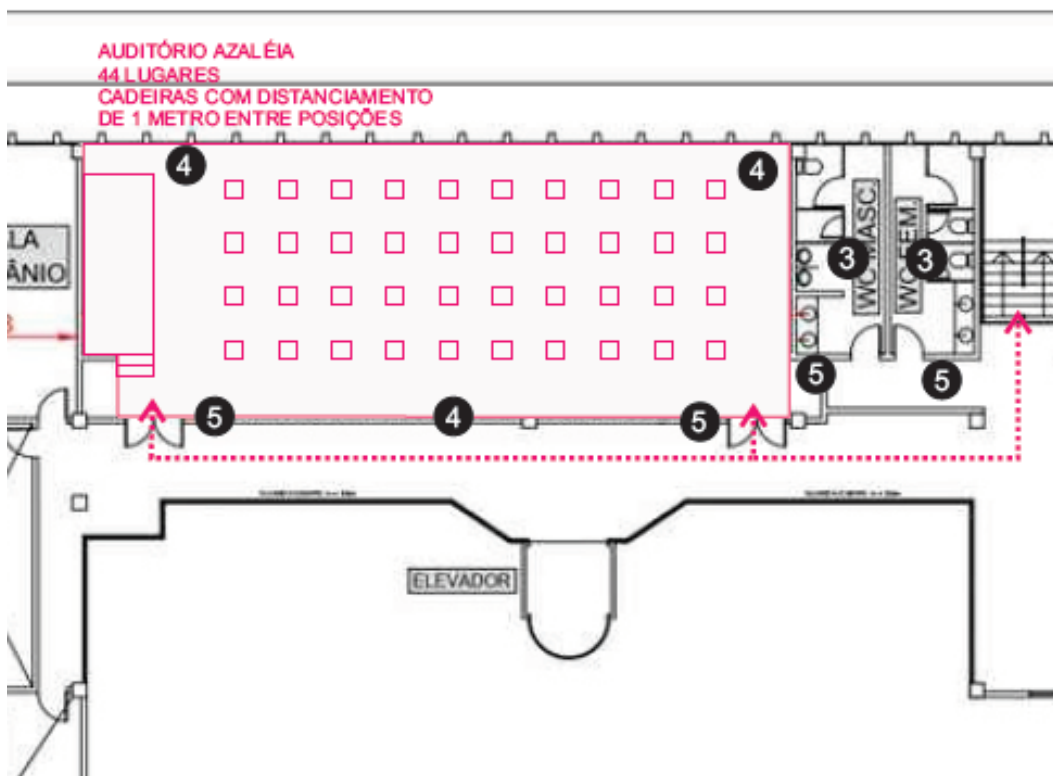 AUDITÓRIO AZALÉIA
44 LUGARES
CADEIRAS COM DISTANCIAMENTO
DE 1 METRO ENTRE POSIÇÕES
4
4
LA
ÂNIO
3
WC MASC.
3
WC FEM.
5
5
5
4
5
ELEVADOR